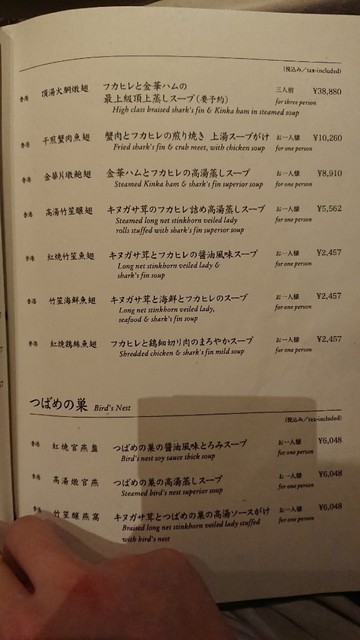 (税込み/tax-included)
香港 頂湯火胴燉翅 フカヒレと金華ハムの 三人前 ¥38,880
最上級頂上蒸しスープ(要予約) for three person
High class braised shark's fin & Kinka ham in steamed soup
香港 干煎蟹肉魚翅 蟹肉とフカヒレの煎り焼き 上湯スープがけ お一人様 ¥10,260
Fried shark's fin & crab meet, with chicken soup for one person
香港 金華片燉鮑翅 金華ハムとフカヒレの高湯蒸しスープ お一人様 ¥8,910
Steamed Kinka ham & shark's fin superior soup for one person
香港 高湯竹笙釀翅 キヌガサ茸のフカヒレ詰め高湯蒸しスープ お一人様 ¥5,562
Steamed long net stinkhorn veiled lady for one person
rolls stuffed with shark's fin superior soup
香港 紅焼竹笙魚翅 キヌガサ茸とフカヒレの醤油風味スープ お一人様 ¥2,457
Long net stinkhorn veiled lady & for one person
shark's fin soup
香港 竹笙海鮮魚翅 キヌガサ茸と海鮮とフカヒレのスープ お一人様 ¥2,457
Long net stinkhorn veiled lady, for one person
seafood & shark's fin soup
香港 紅焼鶏絲魚翅 フカヒレと鶏細切り肉のまろやかスープ お一人様 ¥2,457
Shredded chicken & shark's fin mild soup for one person
つばめの巣 Bird's Nest
(税込み/tax-included)
香港 紅焼官燕盞 つばめの巣の醤油風味とろみスープ お一人様 ¥6,048
Bird's nest soy sauce thick soup for one person
香港 高湯燉官燕 つばめの巣の高湯蒸しスープ お一人様 ¥6,048
Steamed bird's nest superior soup for one person
竹笙釀燕窩 キヌガサ茸とつばめの巣の高湯ソースがけ お一人様 ¥6,048
Braised long net stinkhorn veiled lady stuffed for one person
with bird's nest